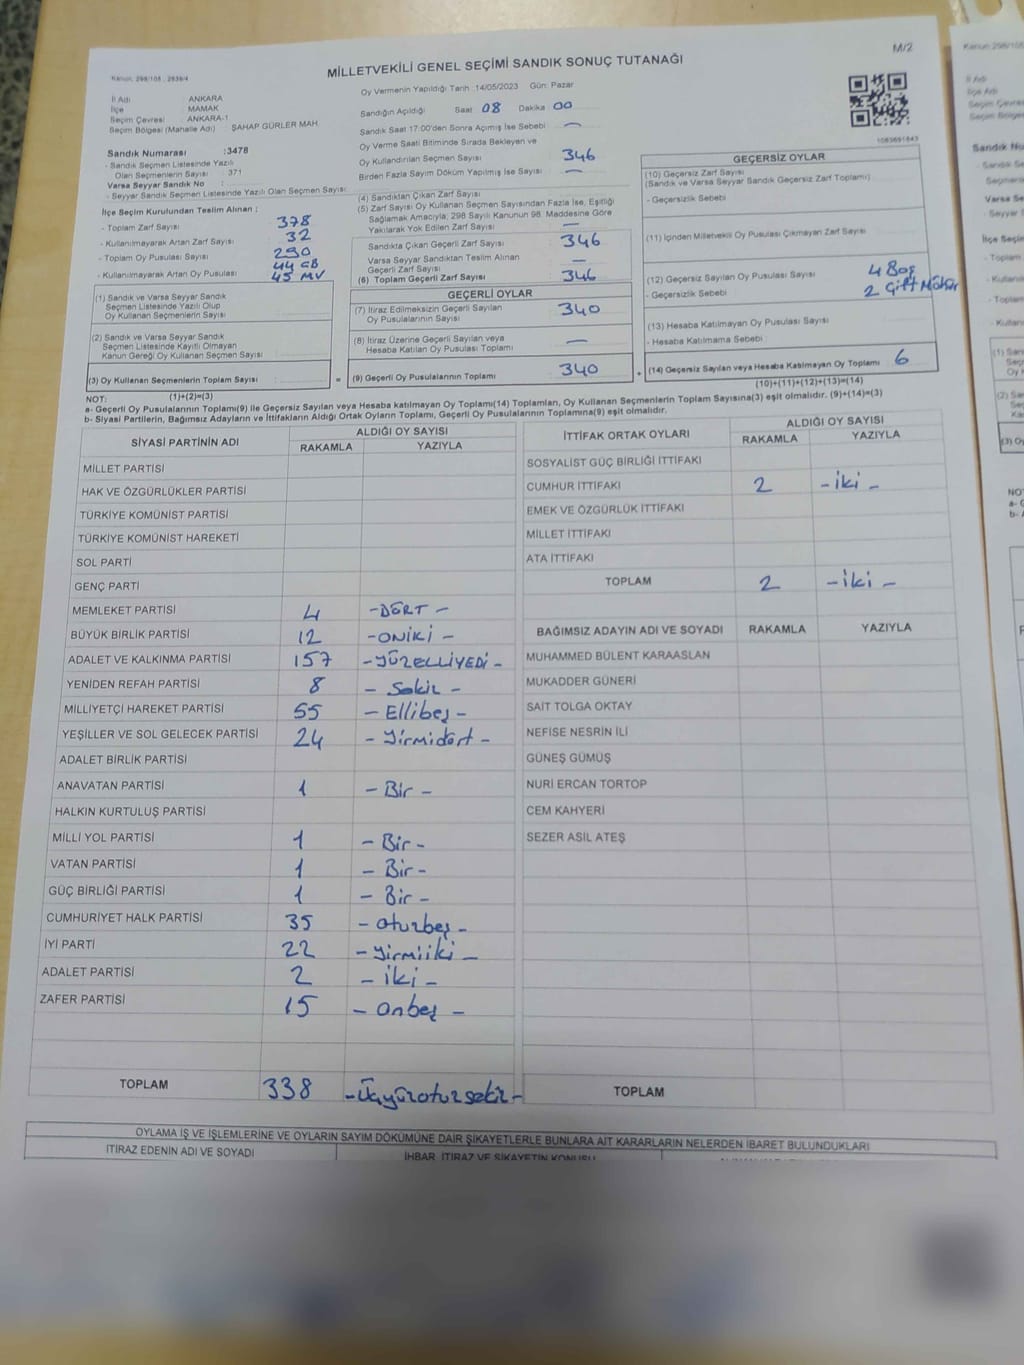 M/2
Kanun: 298/105, 2839/4
MİLLETVEKİLİ GENEL SEÇİMİ SANDIK SONUÇ TUTANAĞI
İl Adı : ANKARA
İlçe : MAMAK
Seçim Çevresi : ANKARA-1
Seçim Bölgesi (Mahalle Adı) : ŞAHAP GÜRLER MAH.
Sandık Numarası :3478
- Sandık Seçmen Listesinde Yazılı
Olan Seçmenlerin Sayısı : 371
Varsa Seyyar Sandık No :
- Seyyar Sandık Seçmen Listesinde Yazılı Olan Seçmen Sayısı:
İlçe Seçim Kurulundan Teslim Alınan ;
- Toplam Zarf Sayısı 378
- Kullanılmayarak Artan Zarf Sayısı 32
- Toplam Oy Pusulası Sayısı
- Kullanılmayarak Artan Oy Pusulası 45 MV
(1) Sandık ve Varsa Seyyar Sandık
Seçmen Listesinde Yazılı Olup
Oy Kullanan Seçmenlerin Sayısı
(2) Sandık ve Varsa Seyyar Sandık
Seçmen Listesinde Kayıtlı Olmayan
Kanun Gereği Oy Kullanan Seçmen Sayısı
(3) Oy Kullanan Seçmenlerin Toplam Sayısı =
Oy Vermenin Yapıldığı Tarih :14/05/2023 Gün: Pazar
Sandığın Açıldığı Saat 08 Dakika 00
Sandık Saat 17:00'den Sonra Açılmış İse Sebebi : —
Oy Verme Saati Bitiminde Sırada Bekleyen ve
Oy Kullandırılan Seçmen Sayısı 346
Birden Fazla Sayım Döküm Yapılmış İse Sayısı : —
(4) Sandıktan Çıkan Zarf Sayısı
(5) Zarf Sayısı Oy Kullanan Seçmen Sayısından Fazla İse, Eşitliği
Sağlamak Amacıyla; 298 Sayılı Kanunun 98. Maddesine Göre
Yakılarak Yok Edilen Zarf Sayısı —
Sandıkta Çıkan Geçerli Zarf Sayısı 346
Varsa Seyyar Sandıktan Teslim Alınan
Geçerli Zarf Sayısı —
(6) Toplam Geçerli Zarf Sayısı 346
GEÇERLİ OYLAR
(7) İtiraz Edilmeksizin Geçerli Sayılan
Oy Pusulalarının Sayısı 340
(8) İtiraz Üzerine Geçerli Sayılan veya
Hesaba Katılan Oy Pusulası Toplamı —
(9) Geçerli Oy Pusulalarının Toplamı 340 +
1083691843
GEÇERSİZ OYLAR
(10) Geçersiz Zarf Sayısı
(Sandık ve Varsa Seyyar Sandık Geçersiz Zarf Toplamı)
- Geçersizlik Sebebi
(11) İçinden Milletvekili Oy Pusulası Çıkmayan Zarf Sayısı
(12) Geçersiz Sayılan Oy Pusulası Sayısı 4 Boş
- Geçersizlik Sebebi 2 Çift Mühür
(13) Hesaba Katılmayan Oy Pusulası Sayısı
- Hesaba Katılmama Sebebi
(14) Geçersiz Sayılan veya Hesaba Katılmayan Oy Toplamı 6
NOT: (1)+(2)=(3) (10)+(11)+(12)+(13)=(14)
a- Geçerli Oy Pusulalarının Toplamı(9) ile Geçersiz Sayılan veya Hesaba katılmayan Oy Toplamı(14) Toplamları, Oy Kullanan Seçmenlerin Toplam Sayısına(3) eşit olmalıdır. (9)+(14)=(3)
b- Siyasi Partilerin, Bağımsız Adayların ve İttifakların Aldığı Ortak Oyların Toplamı, Geçerli Oy Pusulalarının Toplamına(9) eşit olmalıdır.
SİYASİ PARTİNİN ADI ALDIĞI OY SAYISI
RAKAMLA YAZIYLA
MİLLET PARTİSİ
HAK VE ÖZGÜRLÜKLER PARTİSİ
TÜRKİYE KOMÜNİST PARTİSİ
TÜRKİYE KOMÜNİST HAREKETİ
SOL PARTİ
GENÇ PARTİ
MEMLEKET PARTİSİ 4 -DÖRT-
BÜYÜK BİRLİK PARTİSİ 12 -ONİKİ-
ADALET VE KALKINMA PARTİSİ 157 -YÜZELLİYEDİ-
YENİDEN REFAH PARTİSİ 8 -Sekiz-
MİLLİYETÇİ HAREKET PARTİSİ 55 -Ellibeş-
YEŞİLLER VE SOL GELECEK PARTİSİ 24 -Yirmidört-
ADALET BİRLİK PARTİSİ
ANAVATAN PARTİSİ 1 -Bir-
HALKIN KURTULUŞ PARTİSİ
MİLLİ YOL PARTİSİ 1 -Bir-
VATAN PARTİSİ 1 -Bir-
GÜÇ BİRLİĞİ PARTİSİ 1 -Bir-
CUMHURİYET HALK PARTİSİ 35 -oturbeş-
İYİ PARTİ 22 -yirmiiki-
ADALET PARTİSİ 2 -iki-
ZAFER PARTİSİ 15 -onbeş-
TOPLAM 338 -Üçyüzotuzsekiz-
İTTİFAK ORTAK OYLARI ALDIĞI OY SAYISI
RAKAMLA YAZIYLA
SOSYALİST GÜÇ BİRLİĞİ İTTİFAKI
CUMHUR İTTİFAKI 2 -iki-
EMEK VE ÖZGÜRLÜK İTTİFAKI
MİLLET İTTİFAKI
ATA İTTİFAKI
TOPLAM 2 -iki-
BAĞIMSIZ ADAYIN ADI VE SOYADI RAKAMLA YAZIYLA
MUHAMMED BÜLENT KARAASLAN
MUKADDER GÜNERİ
SAİT TOLGA OKTAY
NEFİSE NESRİN İLİ
GÜNEŞ GÜMÜŞ
NURİ ERCAN TORTOP
CEM KAHYERİ
SEZER ASIL ATEŞ
TOPLAM
OYLAMA İŞ VE İŞLEMLERİNE VE OYLARIN SAYIM DÖKÜMÜNE DAİR ŞİKAYETLERLE BUNLARA AİT KARARLARIN NELERDEN İBARET BULUNDUKLARI
İTİRAZ EDENİN ADI VE SOYADI İHBAR, İTİRAZ VE ŞİKAYETİN KONUSU